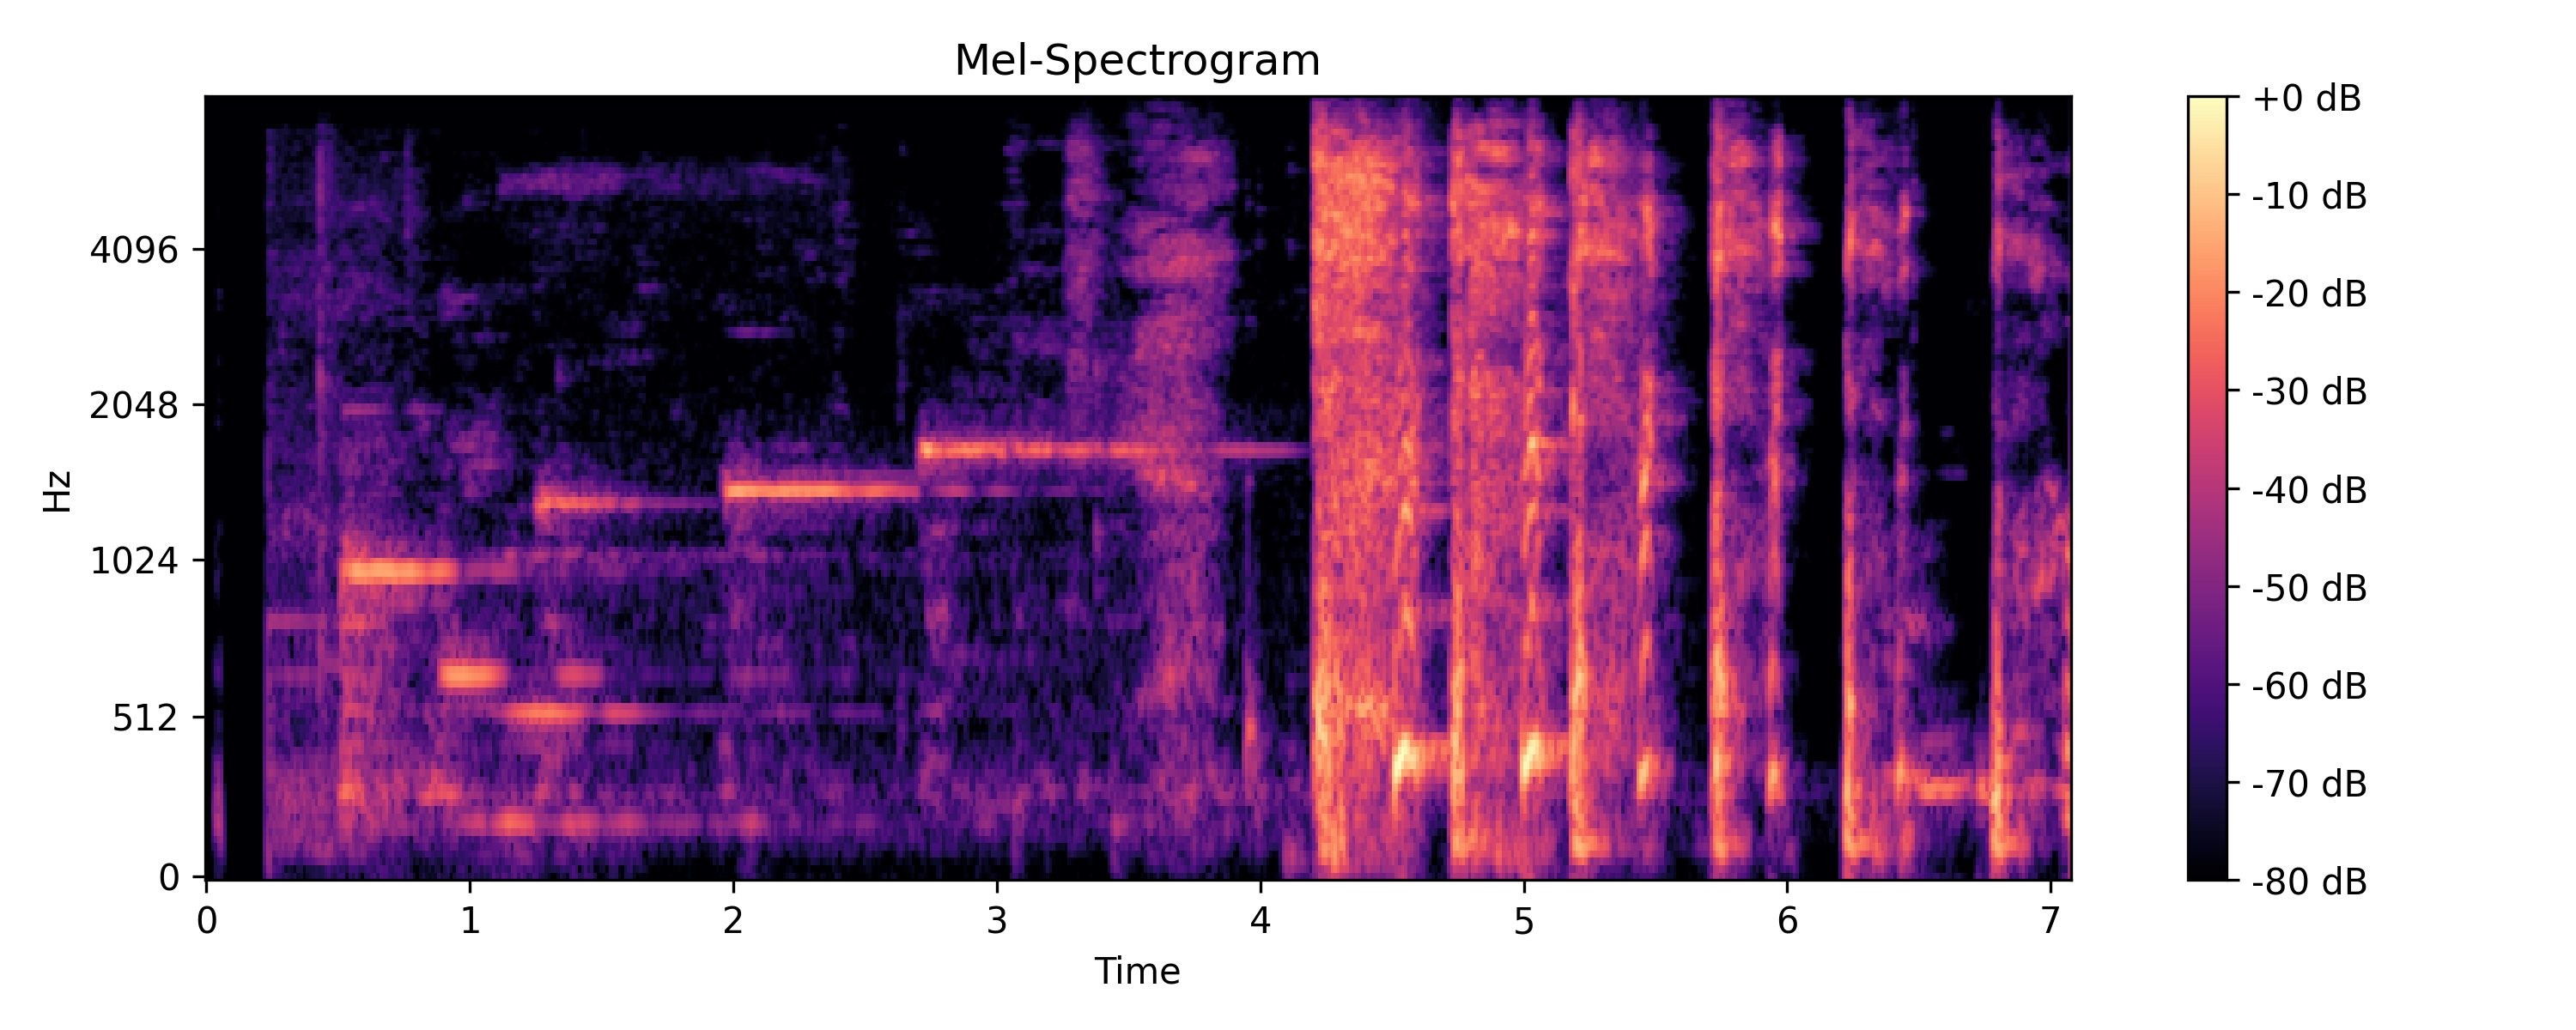 Mel-Spectrogram
Hz
4096
2048
1024
512
0
0 1 2 3 4 5 6 7
Time
+0 dB
-10 dB
-20 dB
-30 dB
-40 dB
-50 dB
-60 dB
-70 dB
-80 dB